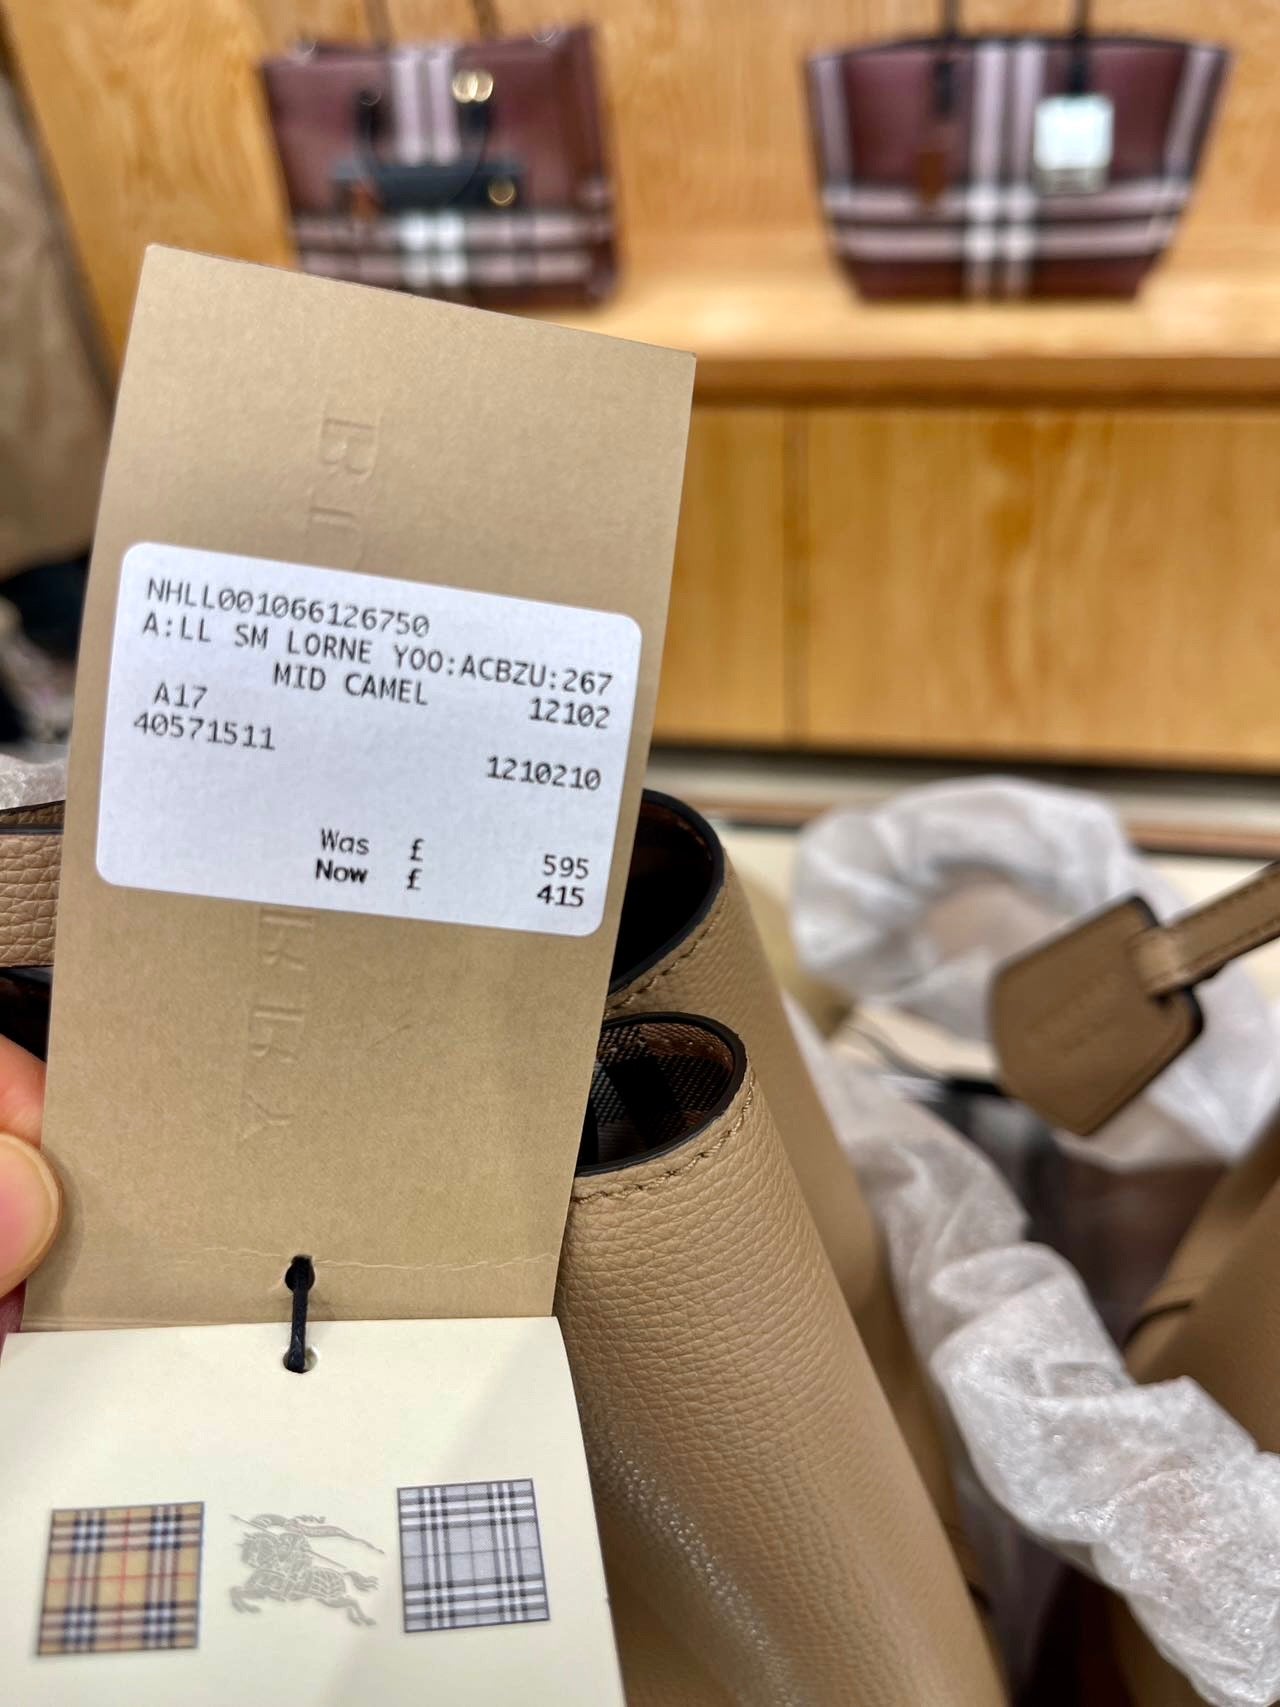 NHLL001066126750
A:LL SM LORNE YOO:ACBZU:267
MID CAMEL
A17 12102
40571511
1210210
Was £ 595
Now £ 415